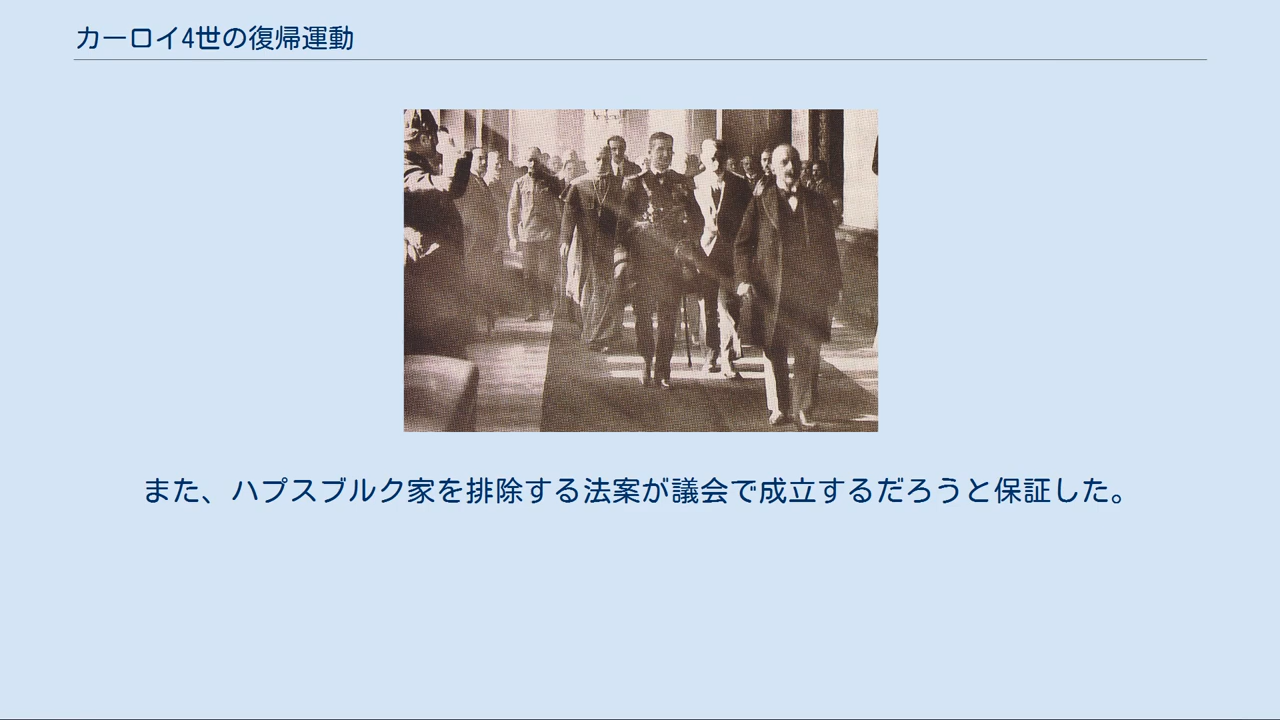 カーロイ4世の復帰運動
また、ハプスブルク家を排除する法案が議会で成立するだろうと保証した。